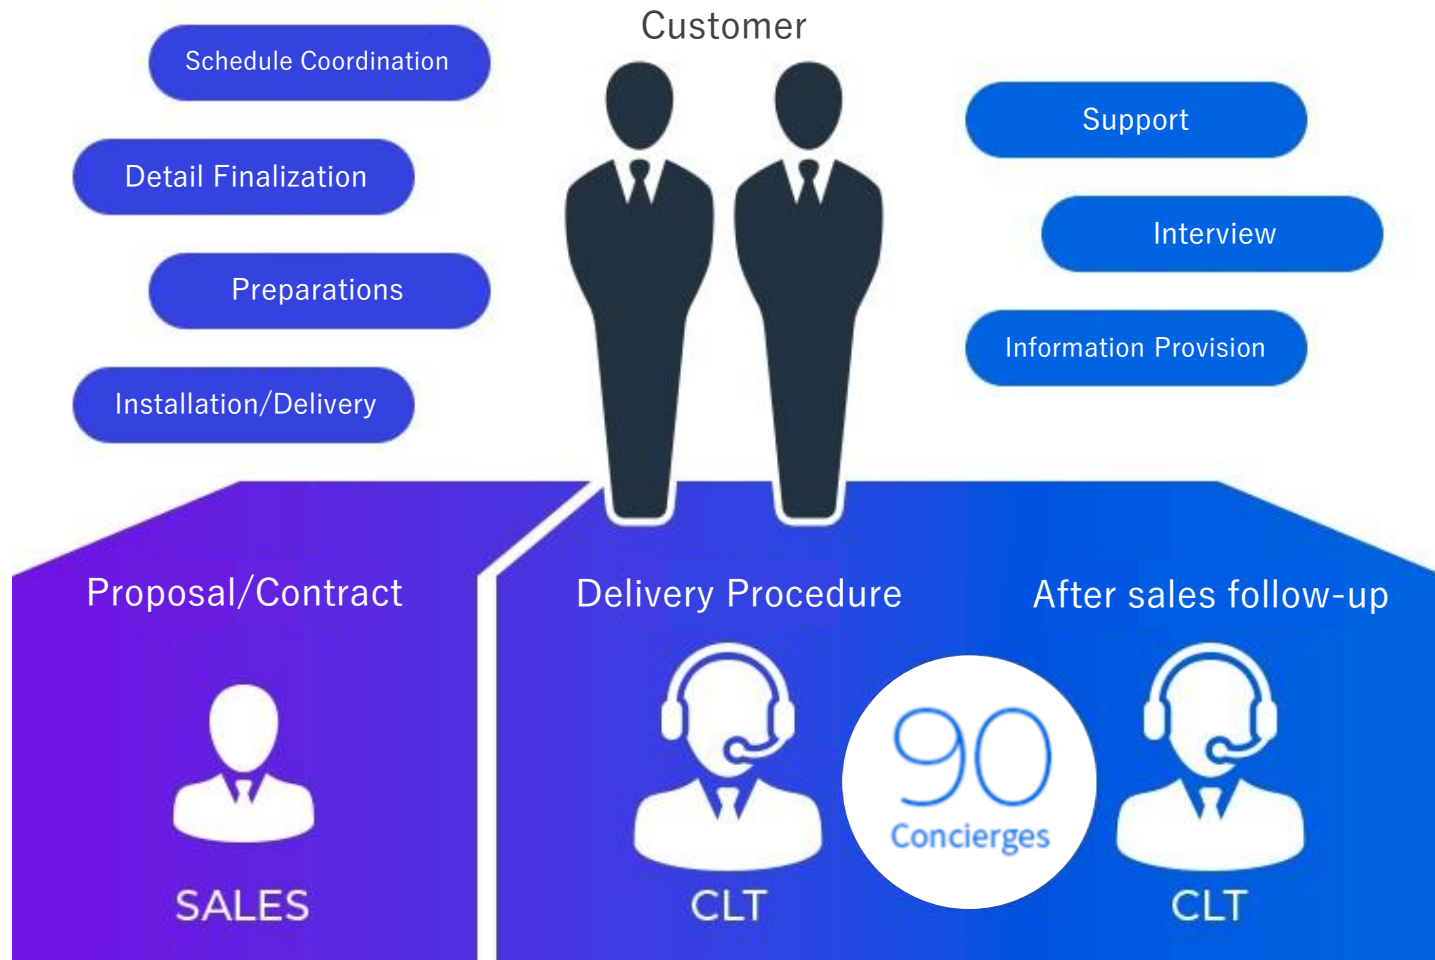 Customer
Schedule Coordination
Detail Finalization
Preparations
Installation/Delivery
Support
Interview
Information Provision
Proposal/Contract
SALES
Delivery Procedure
CLT
90
Concierges
After sales follow-up
CLT